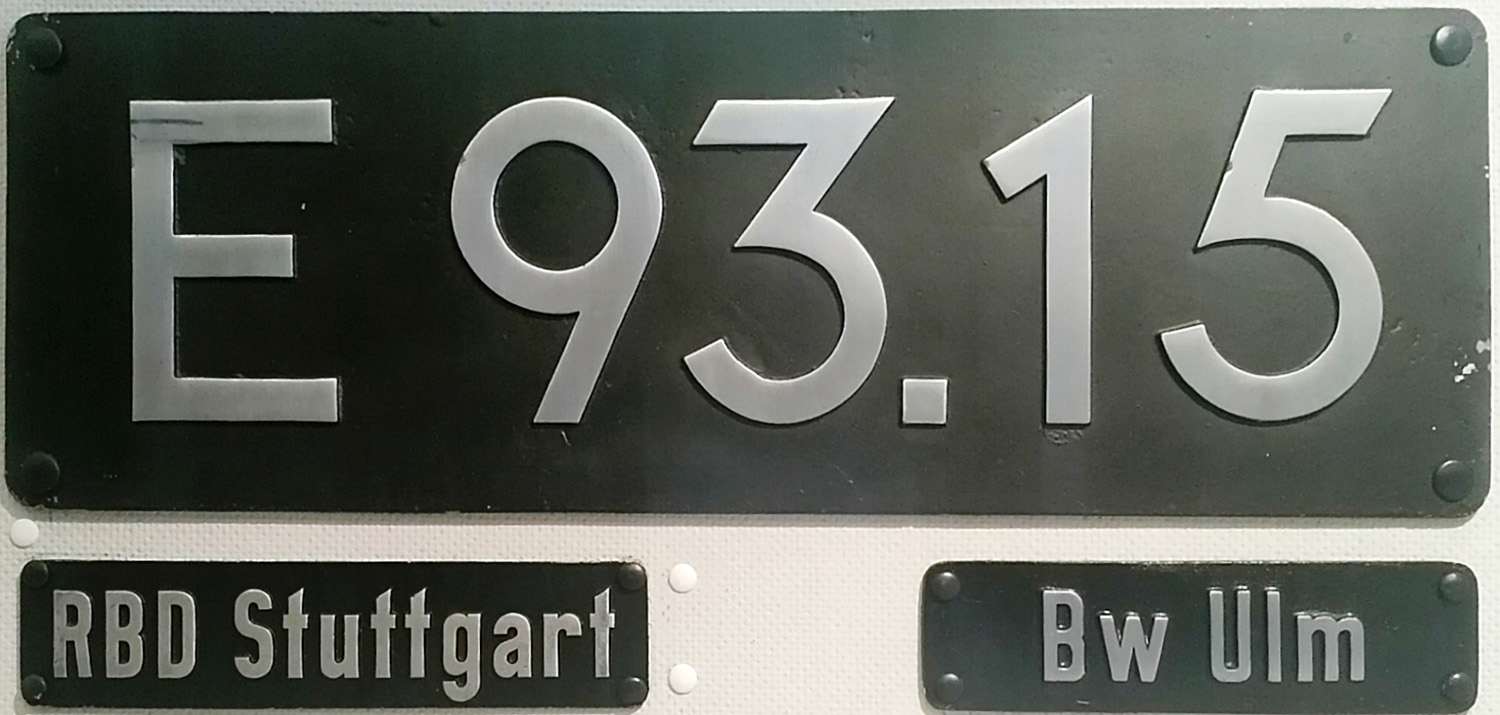 E 93.15
RBD Stuttgart
Bw Ulm